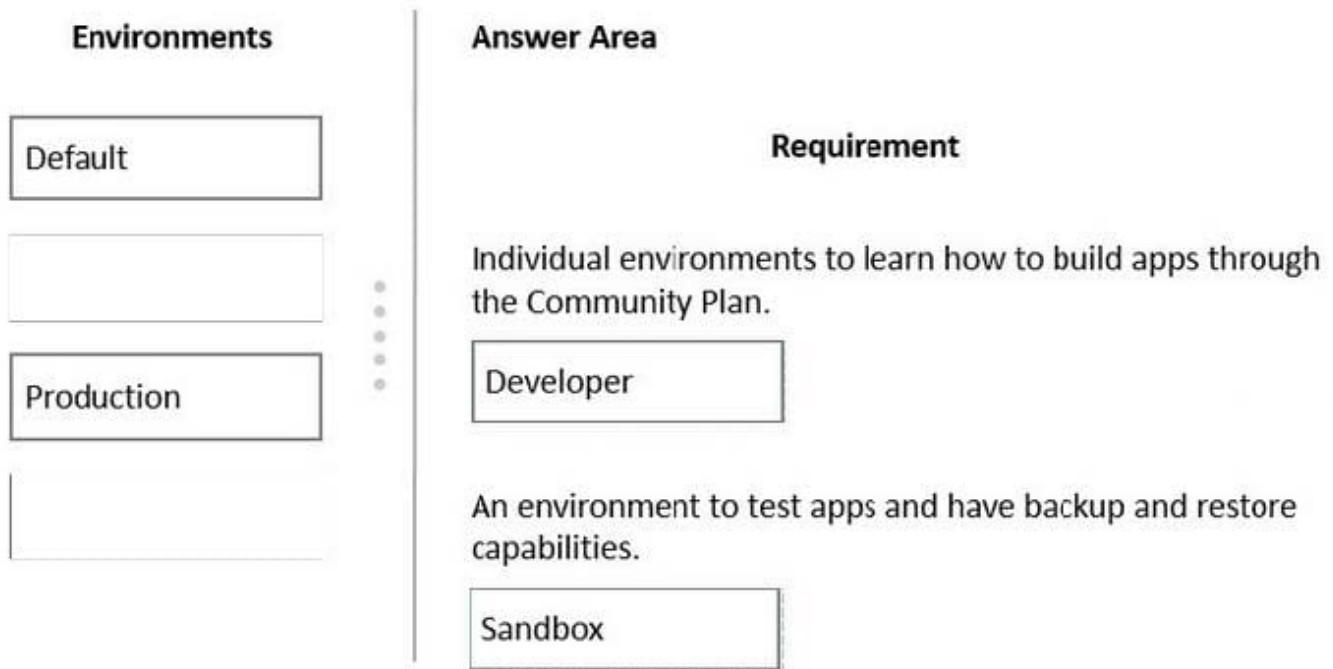 Environments
Default
Production
Answer Area
Requirement
Individual environments to learn how to build apps through
the Community Plan.
Developer
An environment to test apps and have backup and restore
capabilities.
Sandbox